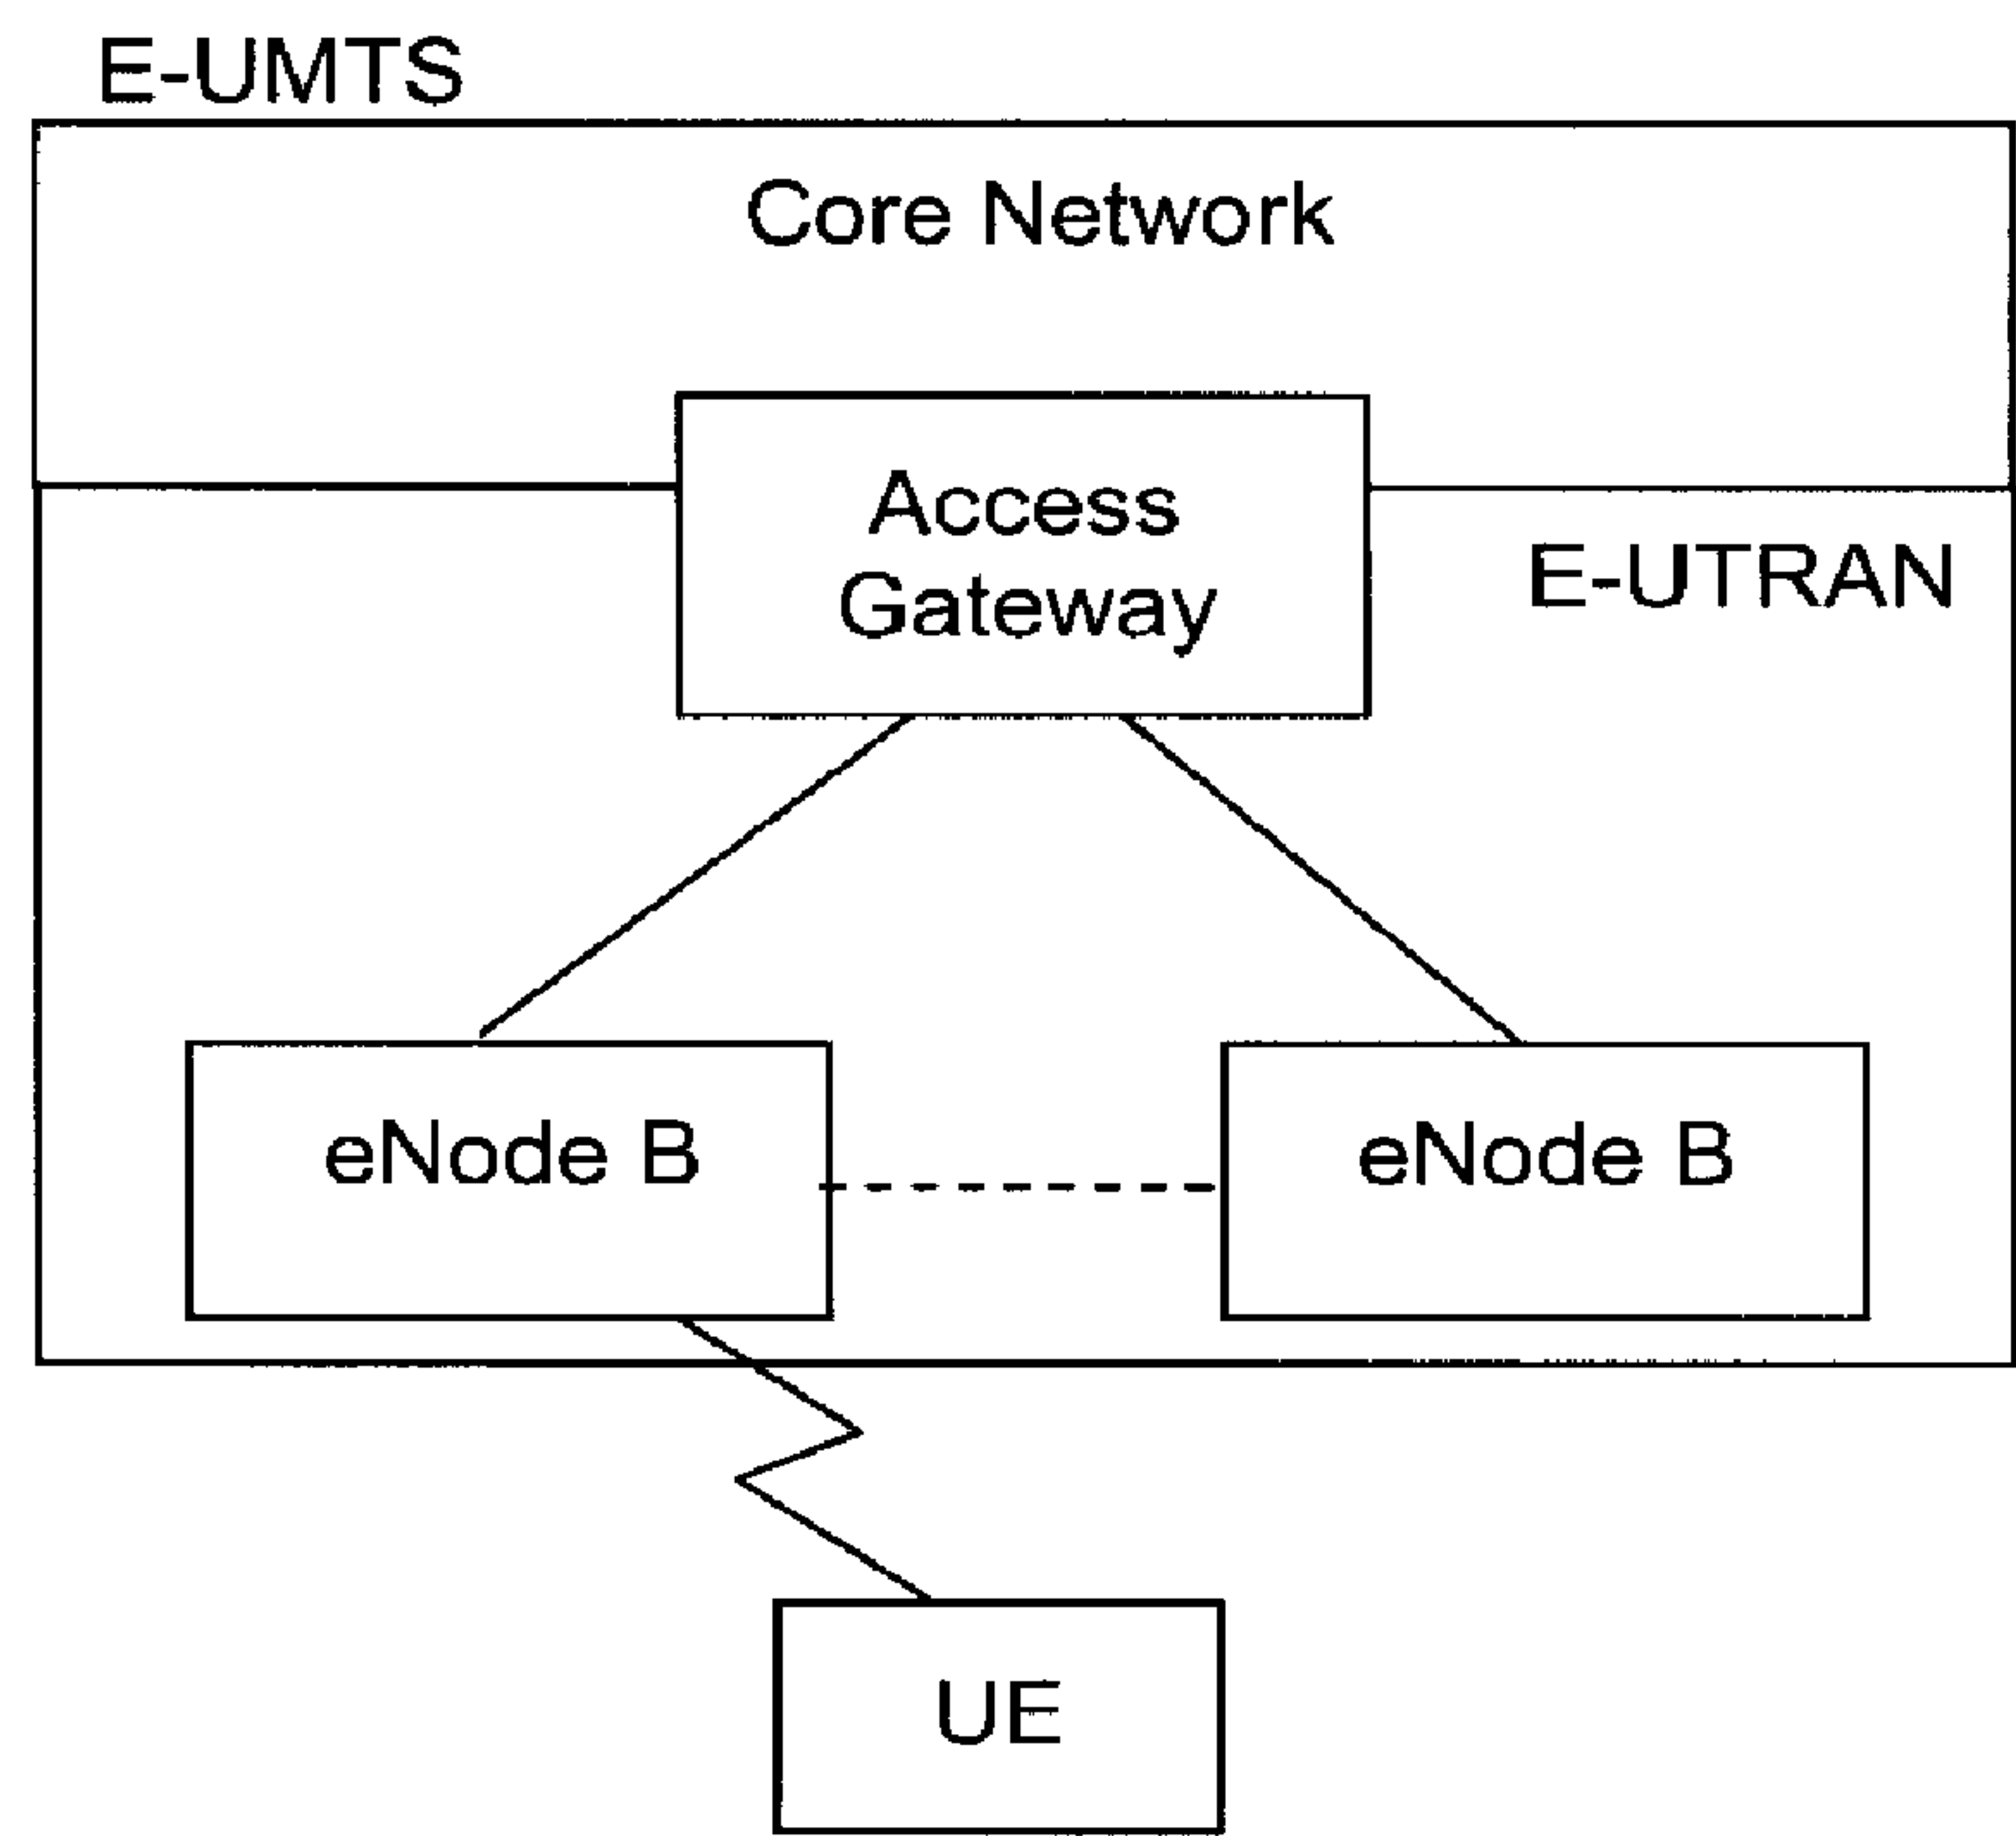 E-UMTS
Core Network
Access
Gateway
E-UTRAN
eNode B
eNode B
UE